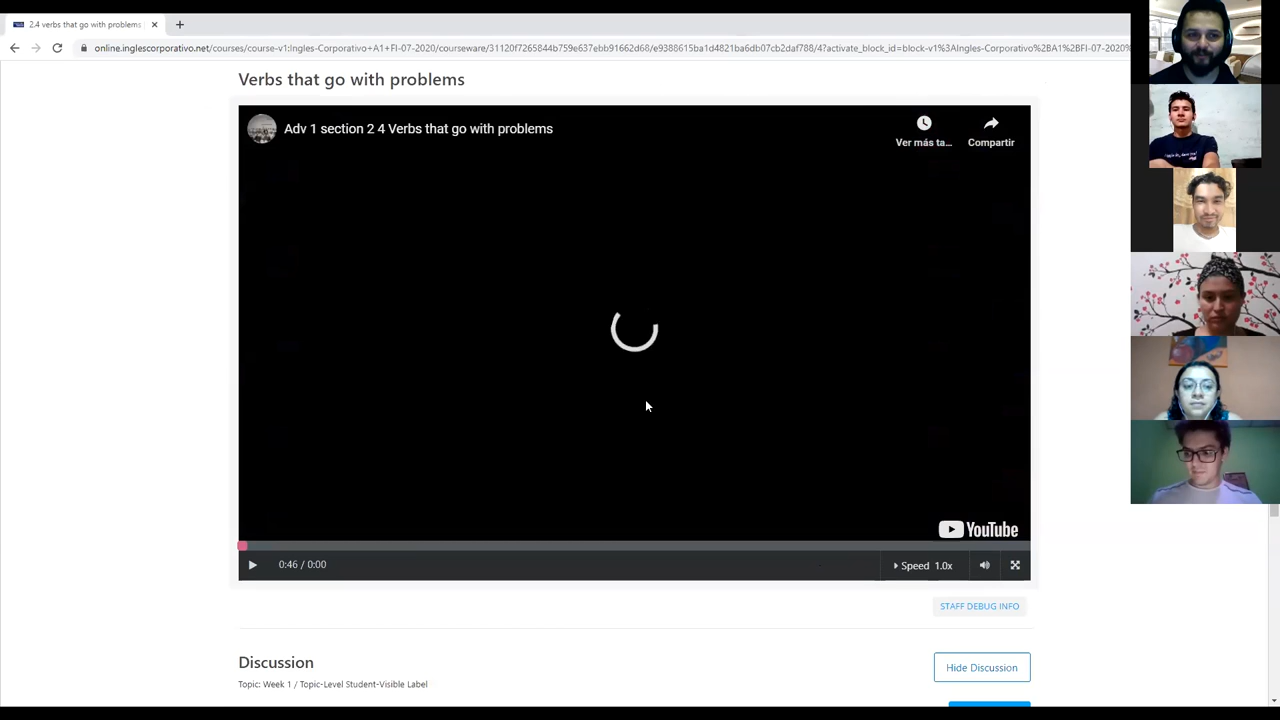 2.4 verbs that go with problems
online.inglescorporativo.net/courses/course-v1:Ingles-Corporativo+A1+FI-07-2020/courseware/31120f7265844b759e637ebb91662d68/e9388615ba1d4821ba6db07cb2daf788/4?activate_block_id=block-v1%3AIngles-Corporativo%2BA1%2BFI-07-2020%
Verbs that go with problems
Adv 1 section 2 4 Verbs that go with problems
Ver más ta...
Compartir
YouTube
0:46 / 0:00
Speed 1.0x
STAFF DEBUG INFO
Discussion
Hide Discussion
Topic: Week 1 / Topic-Level Student-Visible Label